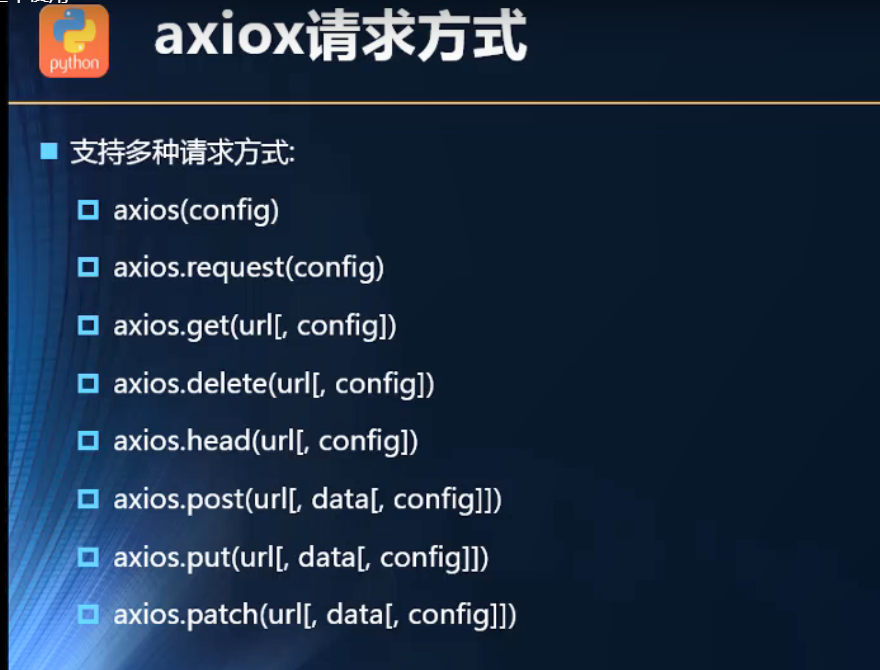 python
axiox请求方式
支持多种请求方式:
axios(config)
axios.request(config)
axios.get(url[, config])
axios.delete(url[, config])
axios.head(url[, config])
axios.post(url[, data[, config]])
axios.put(url[, data[, config]])
axios.patch(url[, data[, config]])